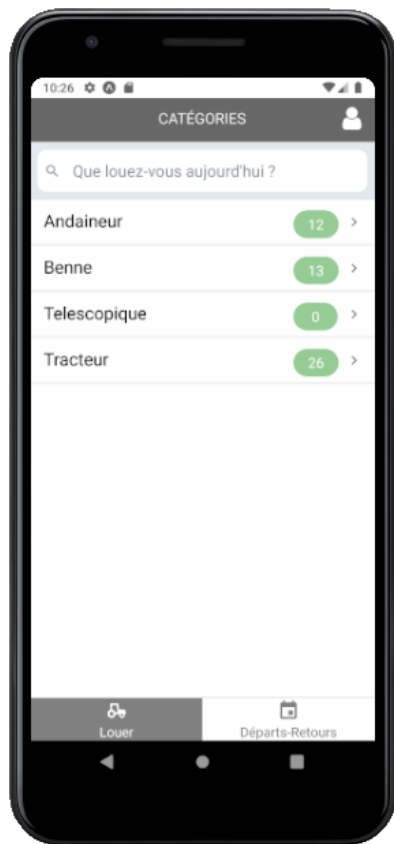 10:26
CATÉGORIES
Que louez-vous aujourd'hui ?
Andaineur 12
Benne 13
Telescopique 0
Tracteur 26
Louer Départs-Retours